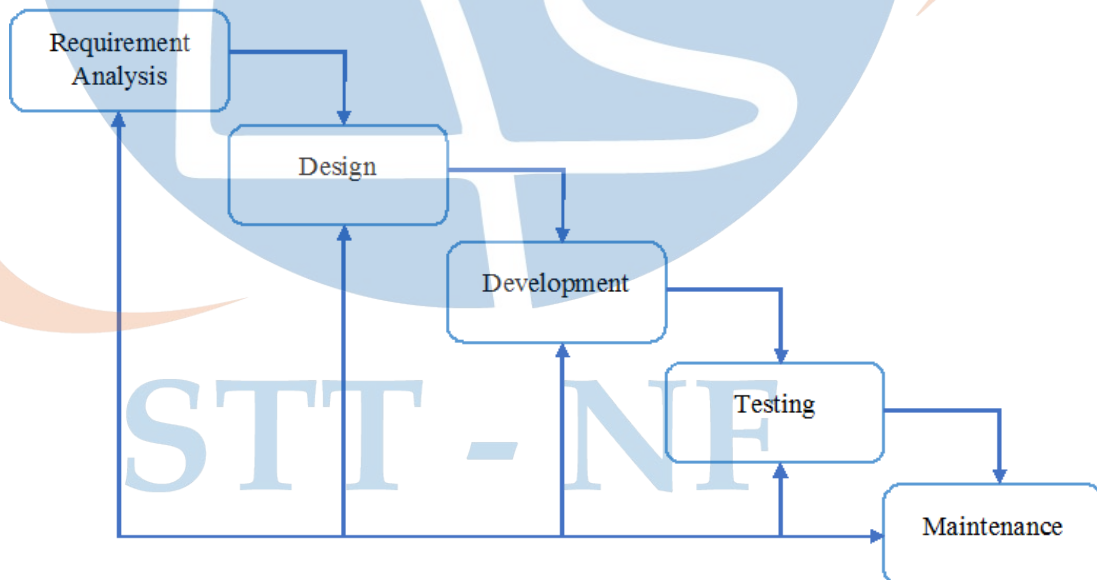 Requirement
Analysis
Design
Development
Testing
STT - NF
Maintenance